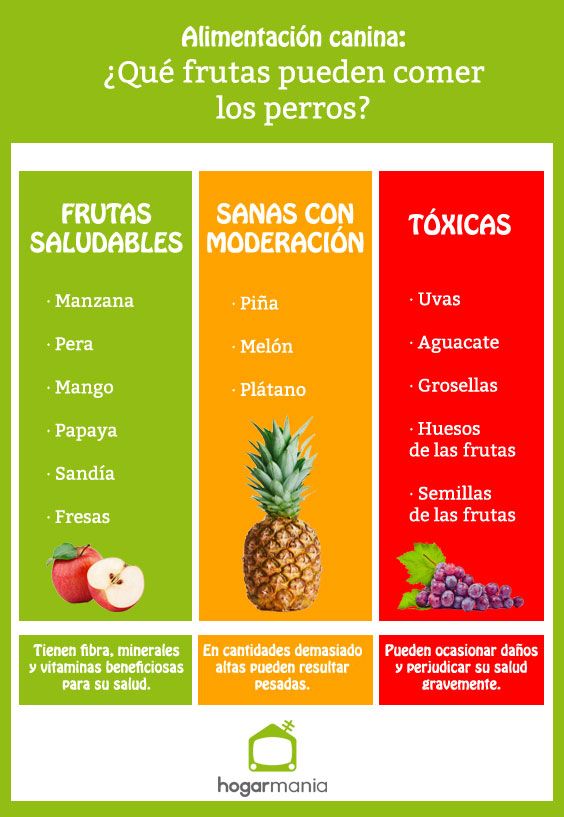 Alimentación canina:
¿Qué frutas pueden comer
los perros?
FRUTAS
SALUDABLES
· Manzana
· Pera
· Mango
· Papaya
· Sandía
· Fresas
Tienen fibra, minerales
y vitaminas beneficiosas
para su salud.
SANAS CON
MODERACIÓN
· Piña
· Melón
· Plátano
En cantidades demasiado
altas pueden resultar
pesadas.
TÓXICAS
· Uvas
· Aguacate
· Grosellas
· Huesos
de las frutas
· Semillas
de las frutas
Pueden ocasionar daños
y perjudicar su salud
gravemente.
hogarmania